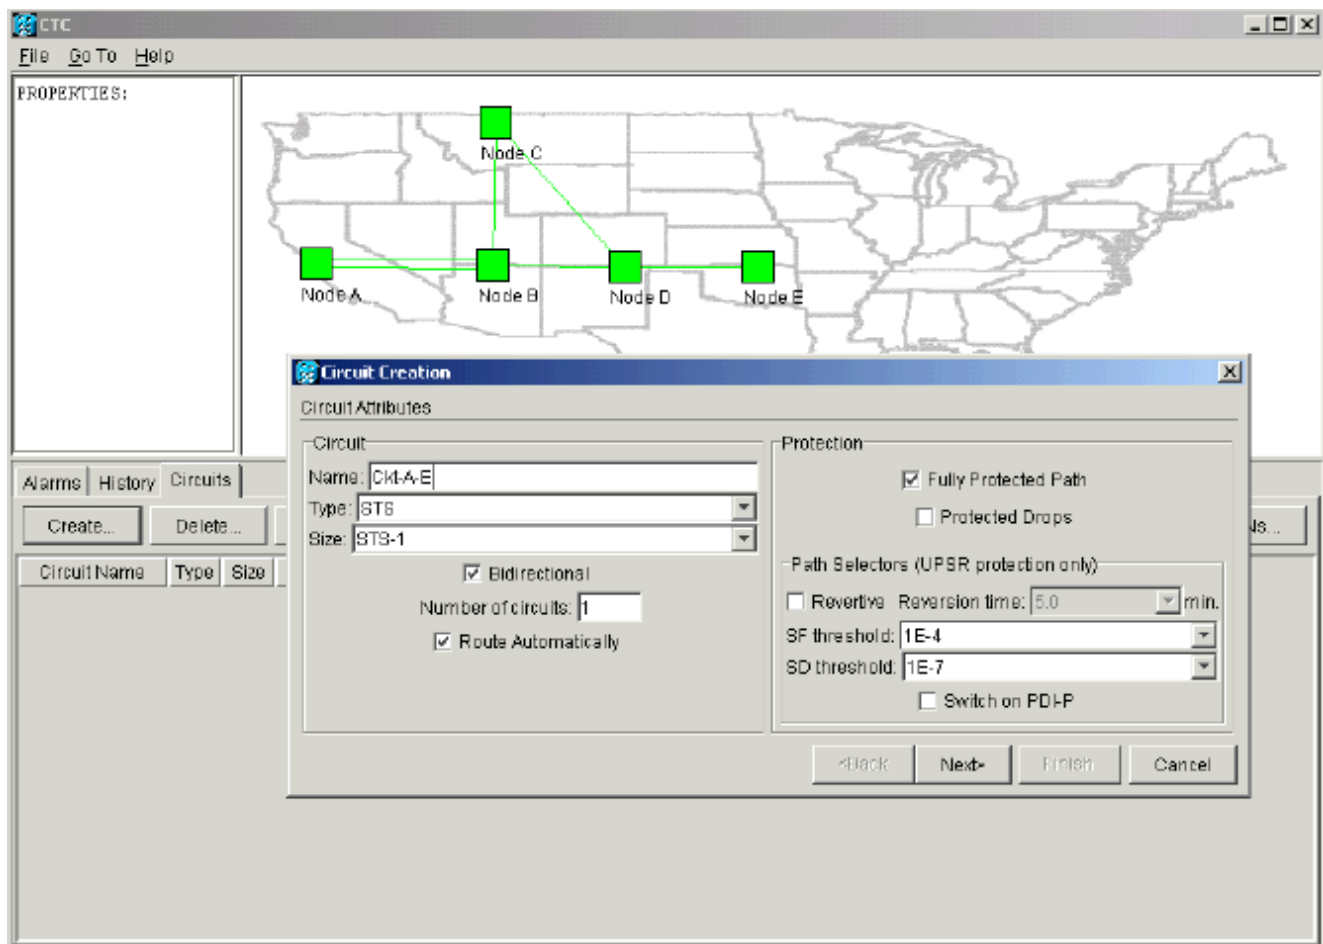 CTC
File Go To Help
PROPERTIES:
Node C
Node A
Node B
Node D
Node E
Circuit Creation
Circuit Attributes
Circuit
Name: Ckt-A-E
Type: STS
Size: STS-1
Bidirectional
Number of circuits: 1
Route Automatically
Protection
Fully Protected Path
Protected Drops
Path Selectors (UPSR protection only)
Revertive Reversion time: 5.0 min.
SF threshold: 1E-4
SD threshold: 1E-7
Switch on PDI-P
<Back Next> Finish Cancel
Alarms History Circuits
Create... Delete...
Circuit Name Type Size